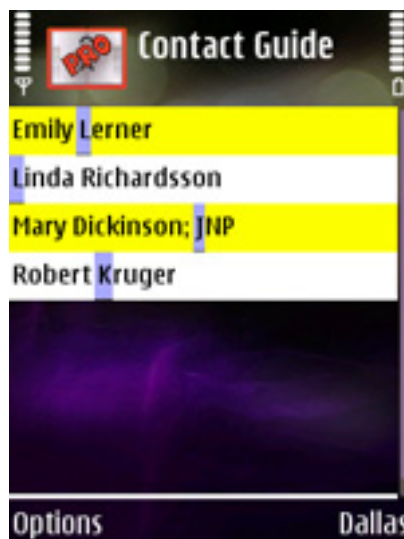 PRO
Contact Guide
Emily Lerner
Linda Richardsson
Mary Dickinson; JNP
Robert Kruger
Options
Dallas